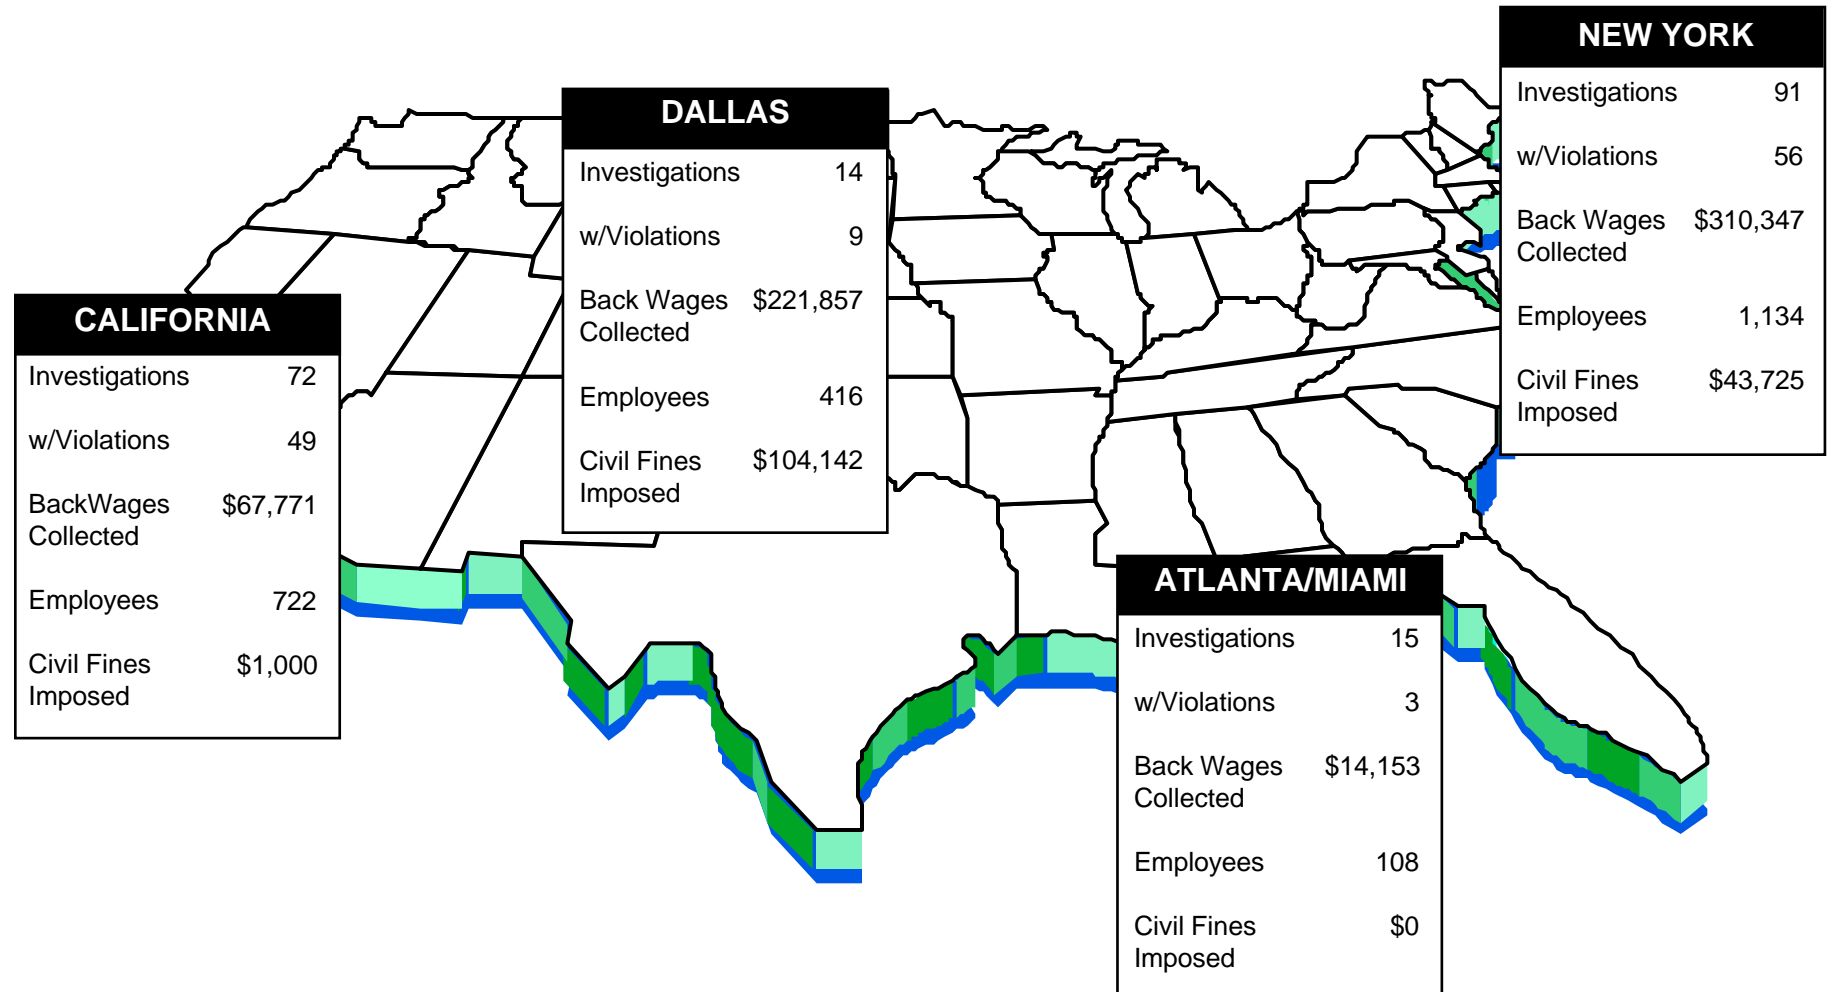 NEW YORK
Investigations 91
w/Violations 56
Back Wages $310,347
Collected
Employees 1,134
Civil Fines $43,725
Imposed
DALLAS
Investigations 14
w/Violations 9
Back Wages $221,857
Collected
Employees 416
Civil Fines $104,142
Imposed
CALIFORNIA
Investigations 72
w/Violations 49
BackWages $67,771
Collected
Employees 722
Civil Fines $1,000
Imposed
ATLANTA/MIAMI
Investigations 15
w/Violations 3
Back Wages $14,153
Collected
Employees 108
Civil Fines $0
Imposed